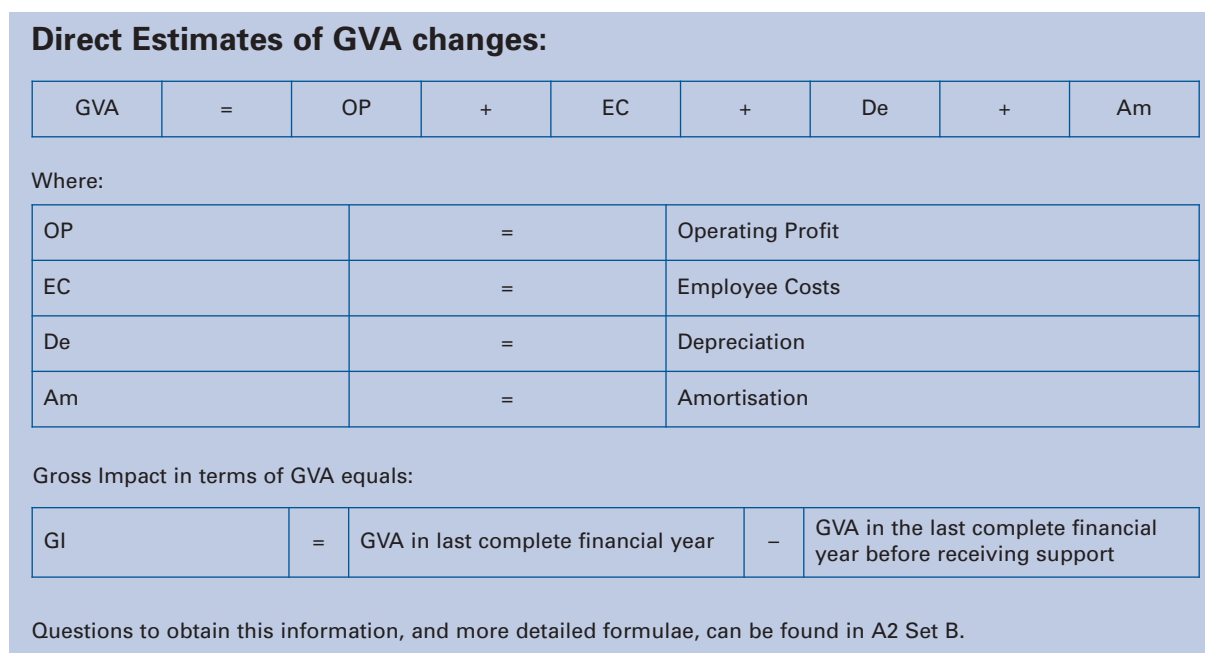 Direct Estimates of GVA changes:
GVA = OP + EC + De + Am
Where:
OP = Operating Profit
EC = Employee Costs
De = Depreciation
Am = Amortisation
Gross Impact in terms of GVA equals:
GI = GVA in last complete financial year – GVA in the last complete financial
year before receiving support
Questions to obtain this information, and more detailed formulae, can be found in A2 Set B.